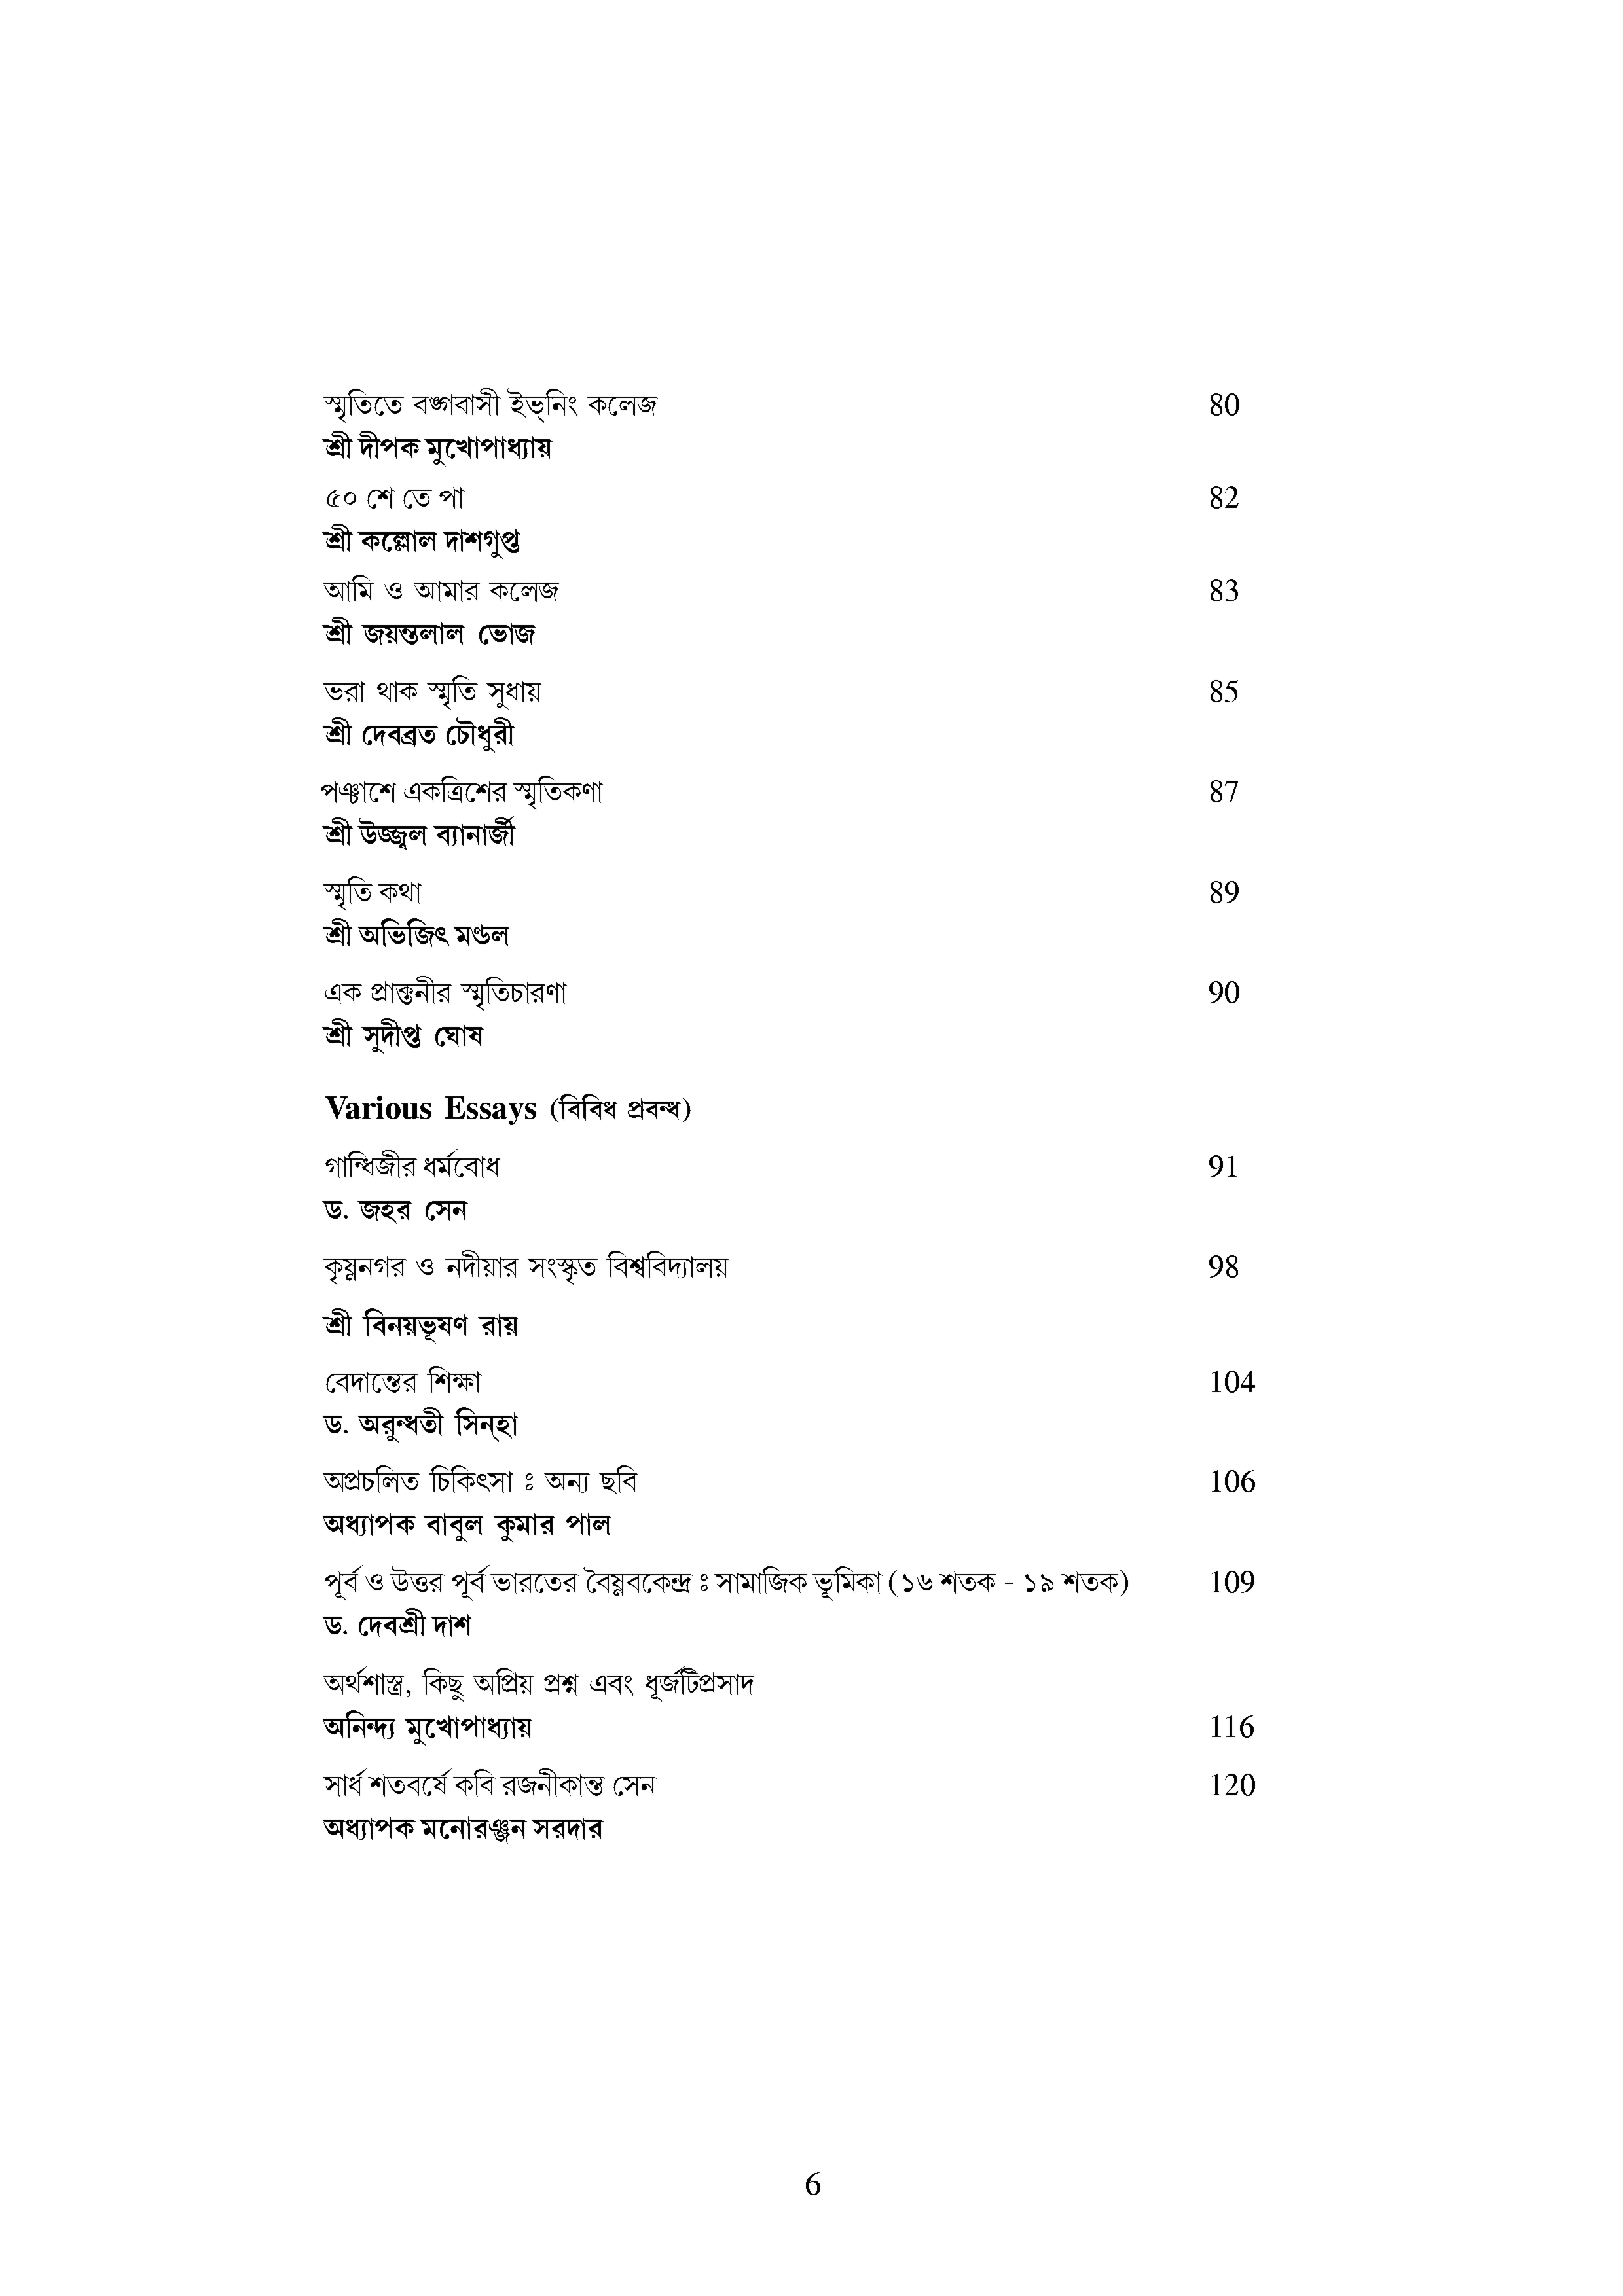 স্মৃতিতে বঙ্গবাসী ইভ্‌নিং কলেজ 80
শ্রী দীপক মুখোপাধ্যায়
৫০ শে তে পা 82
শ্রী কল্লোল দাশগুপ্ত
আমি ও আমার কলেজ 83
শ্রী জয়ন্তলাল ভোজ
ভরা থাক স্মৃতি সুধায় 85
শ্রী দেবব্রত চৌধুরী
পঞ্চাশে একত্রিশের স্মৃতিকণা 87
শ্রী উজ্জ্বল ব্যানার্জী
স্মৃতি কথা 89
শ্রী অভিজিৎ মণ্ডল
এক প্রাক্তনীর স্মৃতিচারণা 90
শ্রী সুদীপ্ত ঘোষ
Various Essays (বিবিধ প্রবন্ধ)
গান্ধিজীর ধর্মবোধ 91
ড. জহর সেন
কৃষ্ণনগর ও নদীয়ার সংস্কৃত বিশ্ববিদ্যালয় 98
শ্রী বিনয়ভূষণ রায়
বেদান্তের শিক্ষা 104
ড. অরুন্ধতী সিন্‌হা
অপ্রচলিত চিকিৎসা ঃ অন্য ছবি 106
অধ্যাপক বাবুল কুমার পাল
পূর্ব ও উত্তর পূর্ব ভারতের বৈষ্ণবকেন্দ্র ঃ সামাজিক ভূমিকা (১৬ শতক - ১৯ শতক) 109
ড. দেবশ্রী দাশ
অর্থশাস্ত্র, কিছু অপ্রিয় প্রশ্ন এবং ধূর্জটিপ্রসাদ
অনিন্দ্য মুখোপাধ্যায় 116
সার্ধ শতবর্ষে কবি রজনীকান্ত সেন 120
অধ্যাপক মনোরঞ্জন সরদার
6